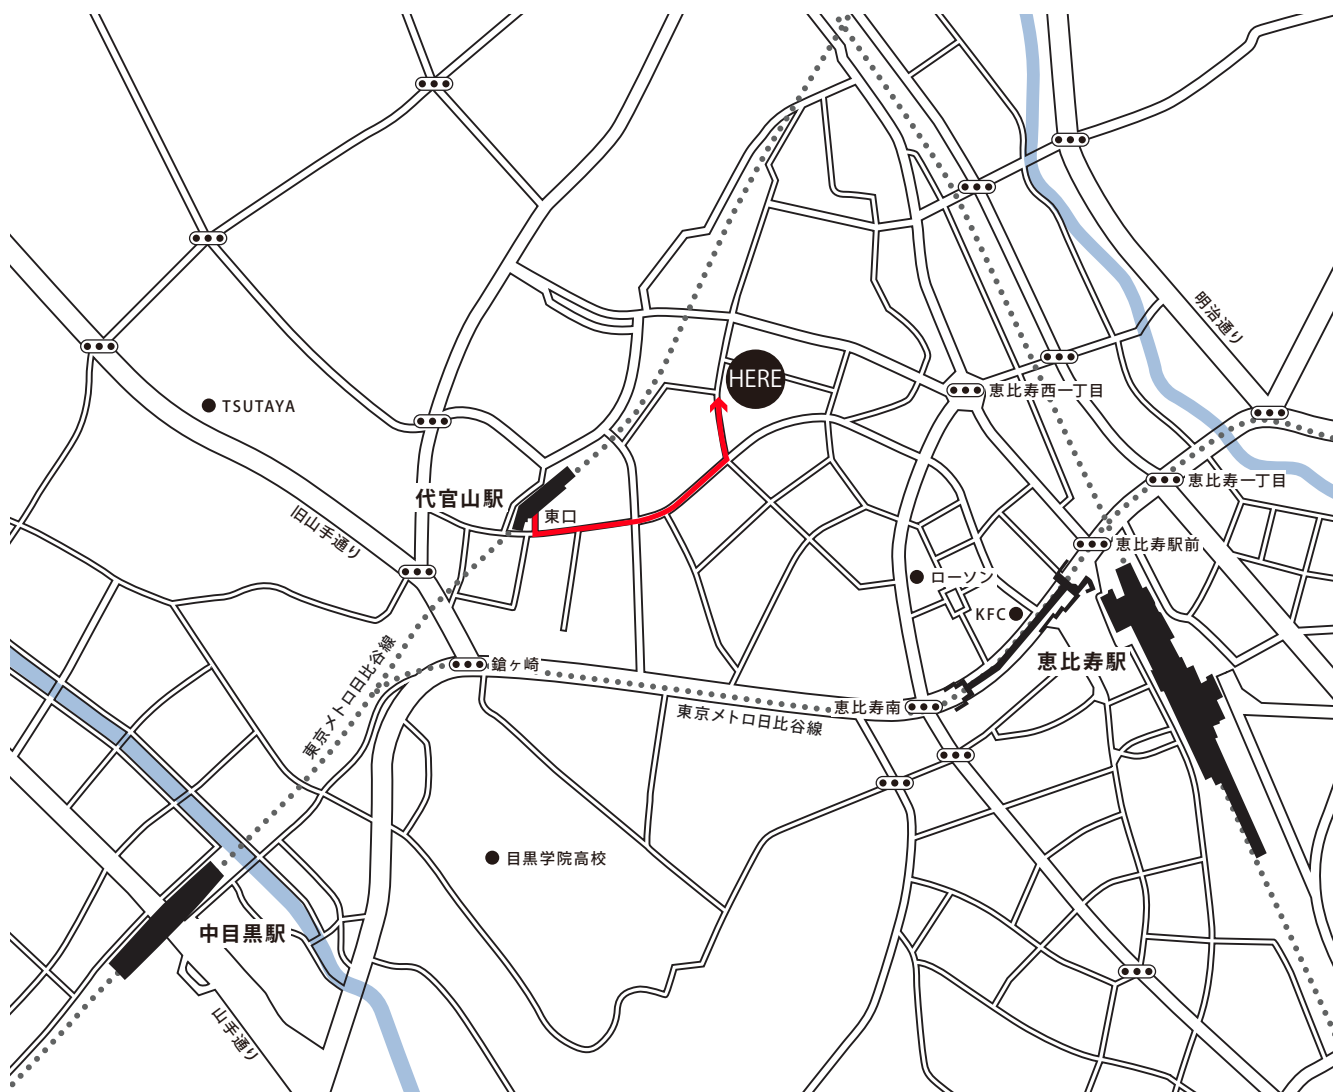 明治通り
HERE
恵比寿西一丁目
TSUTAYA
代官山駅
東口
旧山手通り
恵比寿一丁目
恵比寿駅前
ローソン
KFC
恵比寿駅
鎗ヶ崎
東京メトロ日比谷線
恵比寿南
東京メトロ日比谷線
目黒学院高校
中目黒駅
山手通り